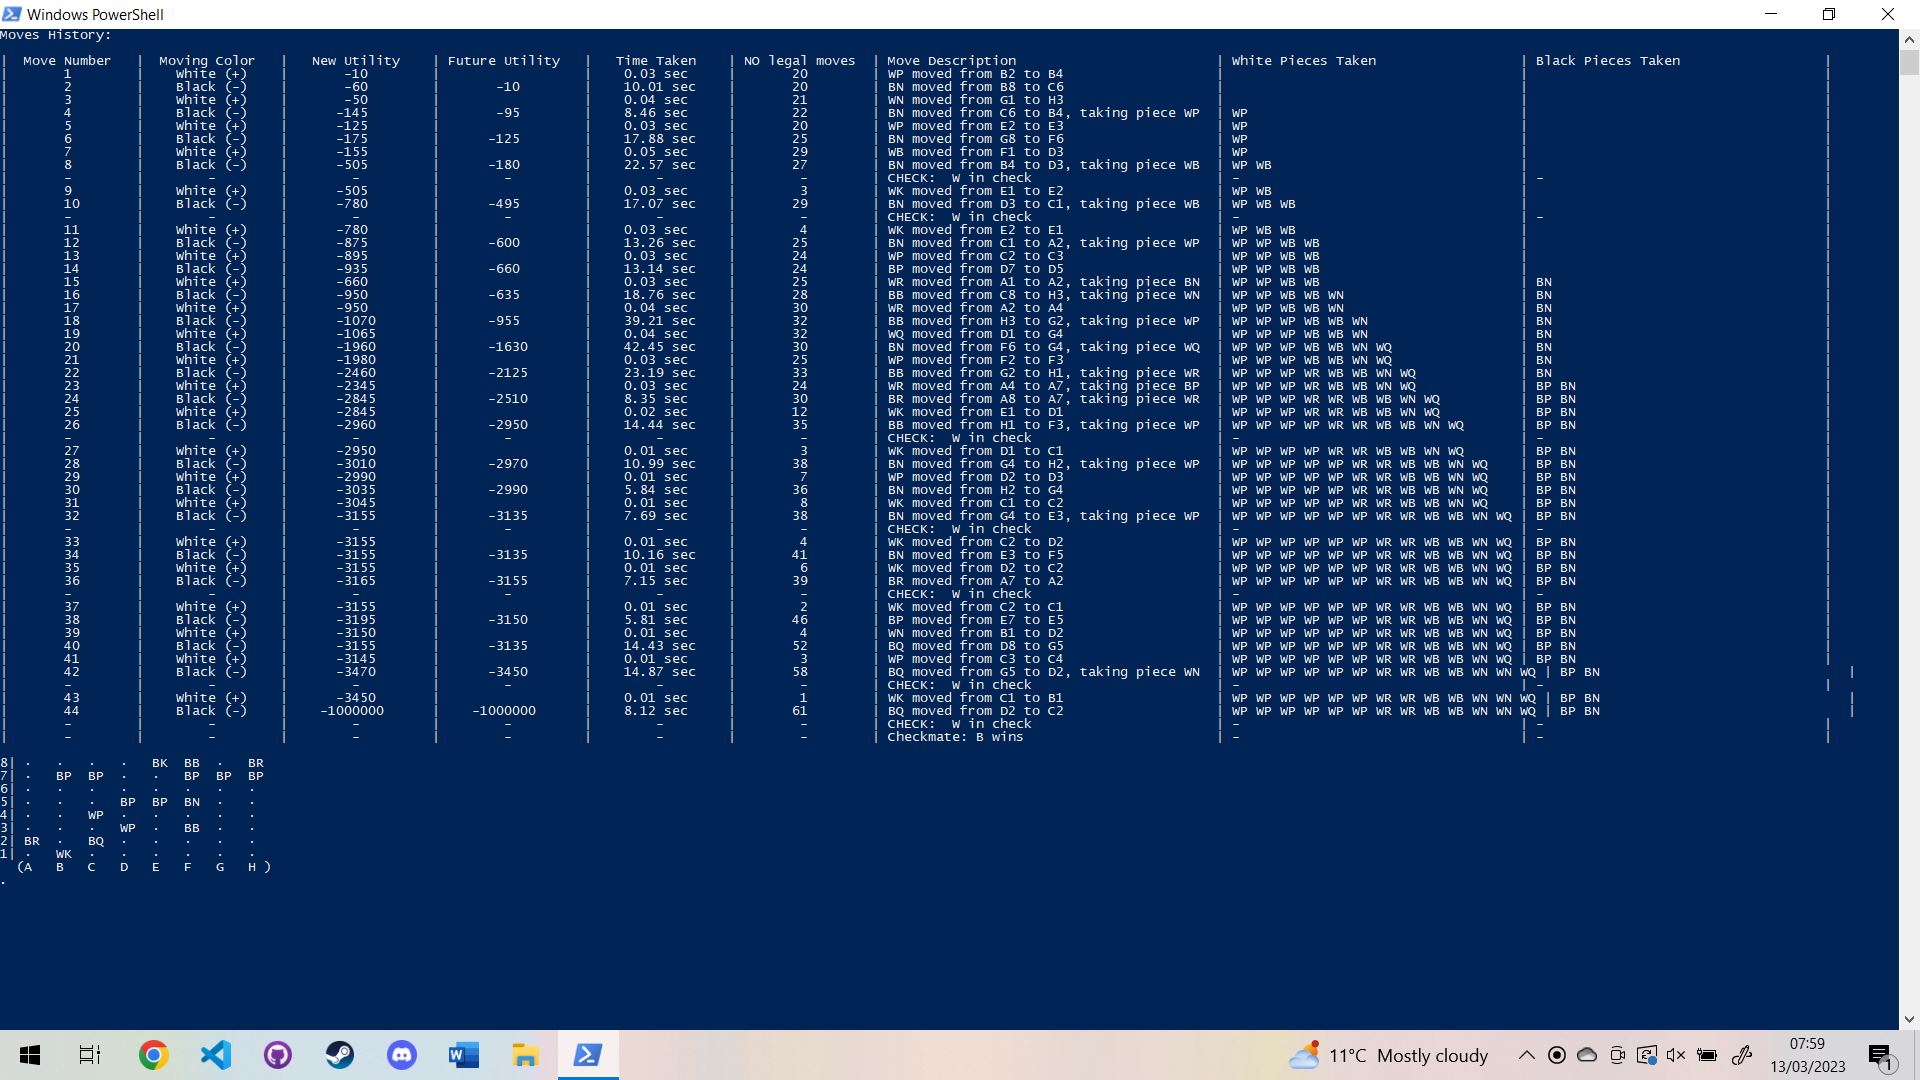 Windows PowerShell
Moves History:
| Move Number | Moving Color | New Utility | Future Utility | Time Taken | NO legal moves | Move Description | White Pieces Taken | Black Pieces Taken |
| 1 | White (+) | -10 | | 0.03 sec | 20 | WP moved from B2 to B4 | | |
| 2 | Black (-) | -60 | -10 | 10.01 sec | 20 | BN moved from B8 to C6 | | |
| 3 | White (+) | -50 | | 0.04 sec | 21 | WN moved from G1 to H3 | | |
| 4 | Black (-) | -145 | -95 | 8.46 sec | 22 | BN moved from C6 to B4, taking piece WP | WP | |
| 5 | White (+) | -125 | | 0.03 sec | 20 | WP moved from E2 to E3 | WP | |
| 6 | Black (-) | -175 | -125 | 17.88 sec | 25 | BN moved from G8 to F6 | WP | |
| 7 | White (+) | -155 | | 0.05 sec | 29 | WB moved from F1 to D3 | WP | |
| 8 | Black (-) | -505 | -180 | 22.57 sec | 27 | BN moved from B4 to D3, taking piece WB | WP WB | |
| - | - | - | - | - | - | CHECK: W in check | - | - |
| 9 | White (+) | -505 | | 0.03 sec | 3 | WK moved from E1 to E2 | WP WB | |
| 10 | Black (-) | -780 | -495 | 17.07 sec | 29 | BN moved from D3 to C1, taking piece WB | WP WB WB | |
| - | - | - | - | - | - | CHECK: W in check | - | - |
| 11 | White (+) | -780 | | 0.03 sec | 4 | WK moved from E2 to E1 | WP WB WB | |
| 12 | Black (-) | -875 | -600 | 13.26 sec | 25 | BN moved from C1 to A2, taking piece WP | WP WP WB WB | |
| 13 | White (+) | -895 | | 0.03 sec | 24 | WP moved from C2 to C3 | WP WP WB WB | |
| 14 | Black (-) | -935 | -660 | 13.14 sec | 24 | BP moved from D7 to D5 | WP WP WB WB | |
| 15 | White (+) | -660 | | 0.03 sec | 25 | WR moved from A1 to A2, taking piece BN | WP WP WB WB | BN |
| 16 | Black (-) | -950 | -635 | 18.76 sec | 28 | BB moved from C8 to H3, taking piece WN | WP WP WB WB WN | BN |
| 17 | White (+) | -950 | | 0.04 sec | 30 | WR moved from A2 to A4 | WP WP WB WB WN | BN |
| 18 | Black (-) | -1070 | -955 | 39.21 sec | 32 | BB moved from H3 to G2, taking piece WP | WP WP WP WB WB WN | BN |
| 19 | White (+) | -1065 | | 0.04 sec | 32 | WQ moved from D1 to G4 | WP WP WP WB WB WN | BN |
| 20 | Black (-) | -1960 | -1630 | 42.45 sec | 30 | BN moved from F6 to G4, taking piece WQ | WP WP WP WB WB WN WQ | BN |
| 21 | White (+) | -1980 | | 0.03 sec | 25 | WP moved from F2 to F3 | WP WP WP WB WB WN WQ | BN |
| 22 | Black (-) | -2460 | -2125 | 23.19 sec | 33 | BB moved from G2 to H1, taking piece WR | WP WP WP WR WB WB WN WQ | BN |
| 23 | White (+) | -2345 | | 0.03 sec | 24 | WR moved from A4 to A7, taking piece BP | WP WP WP WR WB WB WN WQ | BP BN |
| 24 | Black (-) | -2845 | -2510 | 8.35 sec | 30 | BR moved from A8 to A7, taking piece WR | WP WP WP WR WR WB WB WN WQ | BP BN |
| 25 | White (+) | -2845 | | 0.02 sec | 12 | WK moved from E1 to D1 | WP WP WP WR WR WB WB WN WQ | BP BN |
| 26 | Black (-) | -2960 | -2950 | 14.44 sec | 35 | BB moved from H1 to F3, taking piece WP | WP WP WP WP WR WR WB WB WN WQ | BP BN |
| - | - | - | - | - | - | CHECK: W in check | - | - |
| 27 | White (+) | -2950 | | 0.01 sec | 3 | WK moved from D1 to C1 | WP WP WP WP WR WR WB WB WN WQ | BP BN |
| 28 | Black (-) | -3010 | -2970 | 10.99 sec | 38 | BN moved from G4 to H2, taking piece WP | WP WP WP WP WP WR WR WB WB WN WQ | BP BN |
| 29 | White (+) | -2990 | | 0.01 sec | 7 | WP moved from D2 to D3 | WP WP WP WP WP WR WR WB WB WN WQ | BP BN |
| 30 | Black (-) | -3035 | -2990 | 5.84 sec | 36 | BN moved from H2 to G4 | WP WP WP WP WP WR WR WB WB WN WQ | BP BN |
| 31 | White (+) | -3045 | | 0.01 sec | 8 | WK moved from C1 to C2 | WP WP WP WP WP WR WR WB WB WN WQ | BP BN |
| 32 | Black (-) | -3155 | -3135 | 7.69 sec | 38 | BN moved from G4 to E3, taking piece WP | WP WP WP WP WP WP WR WR WB WB WN WQ | BP BN |
| - | - | - | - | - | - | CHECK: W in check | - | - |
| 33 | White (+) | -3155 | | 0.01 sec | 4 | WK moved from C2 to D2 | WP WP WP WP WP WP WR WR WB WB WN WQ | BP BN |
| 34 | Black (-) | -3155 | -3135 | 10.16 sec | 41 | BN moved from E3 to F5 | WP WP WP WP WP WP WR WR WB WB WN WQ | BP BN |
| 35 | White (+) | -3155 | | 0.01 sec | 6 | WK moved from D2 to C2 | WP WP WP WP WP WP WR WR WB WB WN WQ | BP BN |
| 36 | Black (-) | -3165 | -3155 | 7.15 sec | 39 | BR moved from A7 to A2 | WP WP WP WP WP WP WR WR WB WB WN WQ | BP BN |
| - | - | - | - | - | - | CHECK: W in check | - | - |
| 37 | White (+) | -3155 | | 0.01 sec | 2 | WK moved from C2 to C1 | WP WP WP WP WP WP WR WR WB WB WN WQ | BP BN |
| 38 | Black (-) | -3195 | -3150 | 5.81 sec | 46 | BP moved from E7 to E5 | WP WP WP WP WP WP WR WR WB WB WN WQ | BP BN |
| 39 | White (+) | -3150 | | 0.01 sec | 4 | WN moved from B1 to D2 | WP WP WP WP WP WP WR WR WB WB WN WQ | BP BN |
| 40 | Black (-) | -3155 | -3135 | 14.43 sec | 52 | BQ moved from D8 to G5 | WP WP WP WP WP WP WR WR WB WB WN WQ | BP BN |
| 41 | White (+) | -3145 | | 0.01 sec | 3 | WP moved from C3 to C4 | WP WP WP WP WP WP WR WR WB WB WN WQ | BP BN |
| 42 | Black (-) | -3470 | -3450 | 14.87 sec | 58 | BQ moved from G5 to D2, taking piece WN | WP WP WP WP WP WP WR WR WB WB WN WN WQ | BP BN |
| - | - | - | - | - | - | CHECK: W in check | - | - |
| 43 | White (+) | -3450 | | 0.01 sec | 1 | WK moved from C1 to B1 | WP WP WP WP WP WP WR WR WB WB WN WN WQ | BP BN |
| 44 | Black (-) | -1000000 | -1000000 | 8.12 sec | 61 | BQ moved from D2 to C2 | WP WP WP WP WP WP WR WR WB WB WN WN WQ | BP BN |
| - | - | - | - | - | - | CHECK: W in check | - | - |
| - | - | - | - | - | - | Checkmate: B wins | - | - |
8| . . . . BK BB . BR
7| . BP BP . . BP BP BP
6| . . . . . . . .
5| . . . BP BP BN . .
4| . . WP . . . . .
3| . . . WP . BB . .
2| BR . BQ . . . . .
1| . WK . . . . . .
(A B C D E F G H )
.
11°C Mostly cloudy
07:59
13/03/2023
1